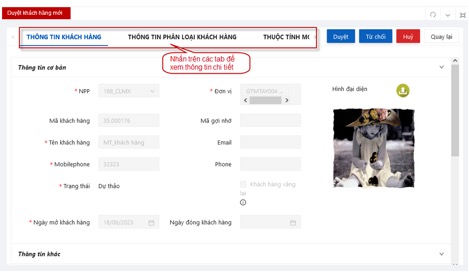 Duyệt khách hàng mới
THÔNG TIN KHÁCH HÀNG
THÔNG TIN PHÂN LOẠI KHÁCH HÀNG
THUỘC TÍNH MỞ
Duyệt
Từ chối
Huỷ
Quay lại
Nhấn trên các tab để
xem thông tin chi tiết
Thông tin cơ bản
* NPP
188_CLMIX
* Đơn vị
Hình đại diện
Mã khách hàng
33.000176
Mã gợi nhớ
* Tên khách hàng
MT_khách hàng
Email
* Mobilephone
33333
Phone
* Trạng thái
Dự thảo
Khách hàng vãng
lai
* Ngày mở khách hàng
18/06/2023
Ngày đóng khách hàng
Thông tin khác